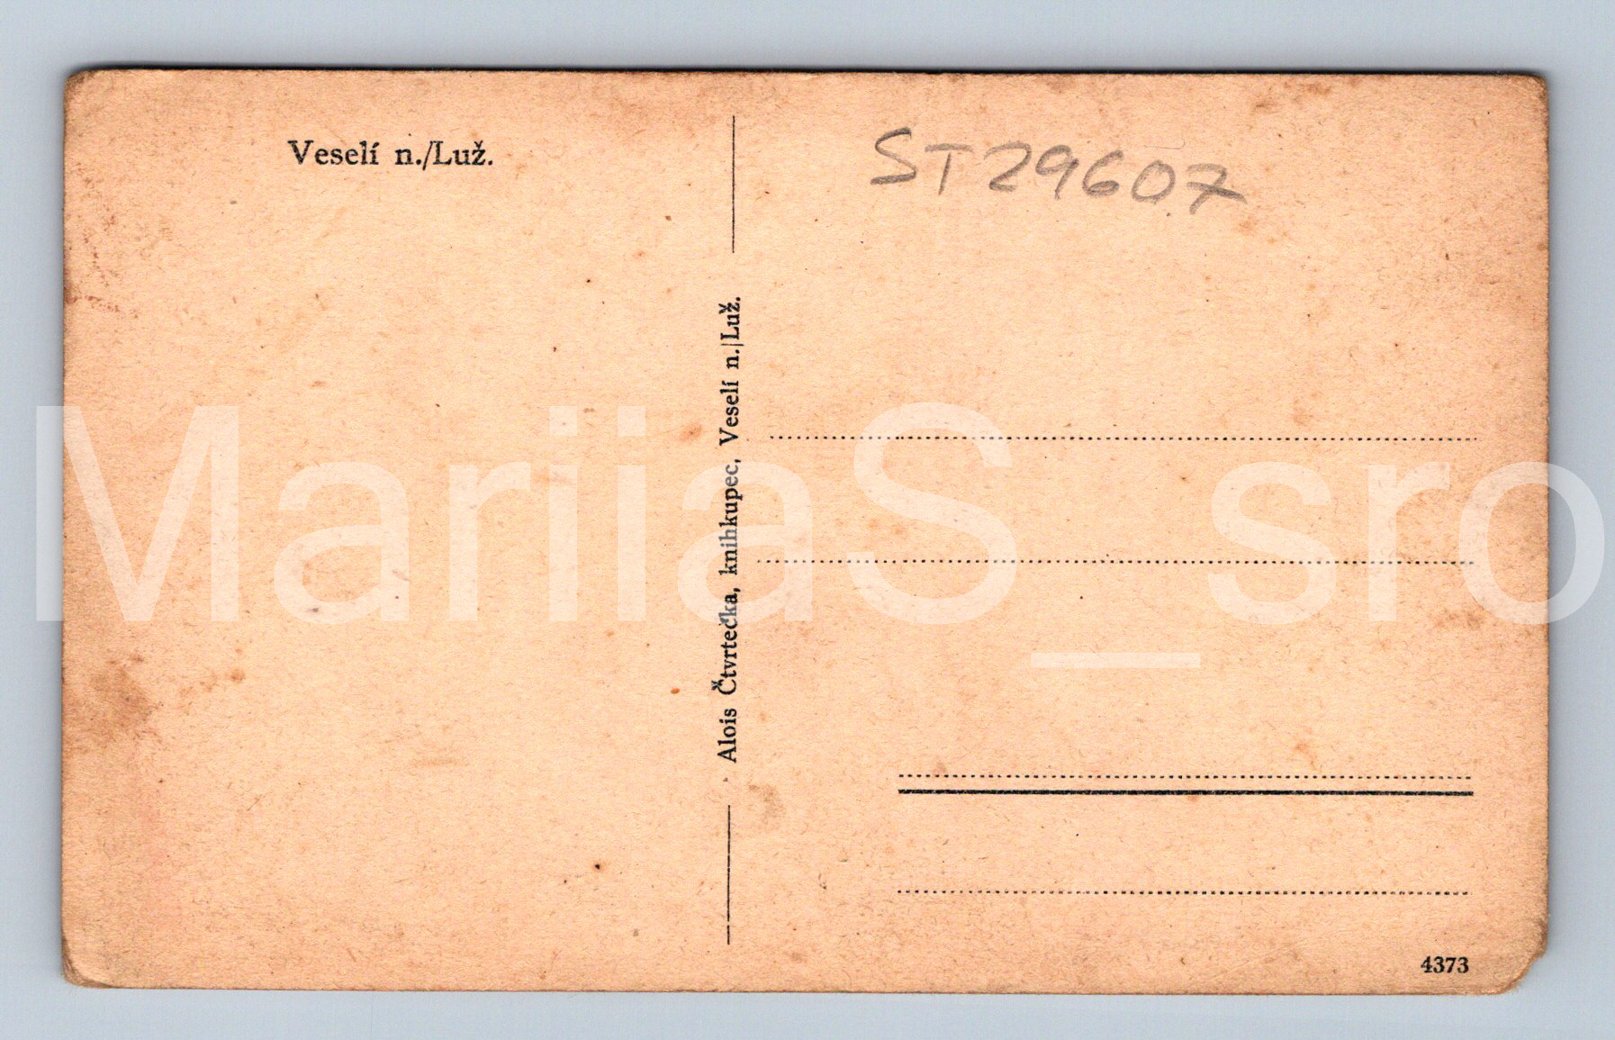 Veselí n./Luž.
ST29607
Alois Čtvrtečka, knihkupec, Veselí n./Luž.
MariiaS_sro
4373